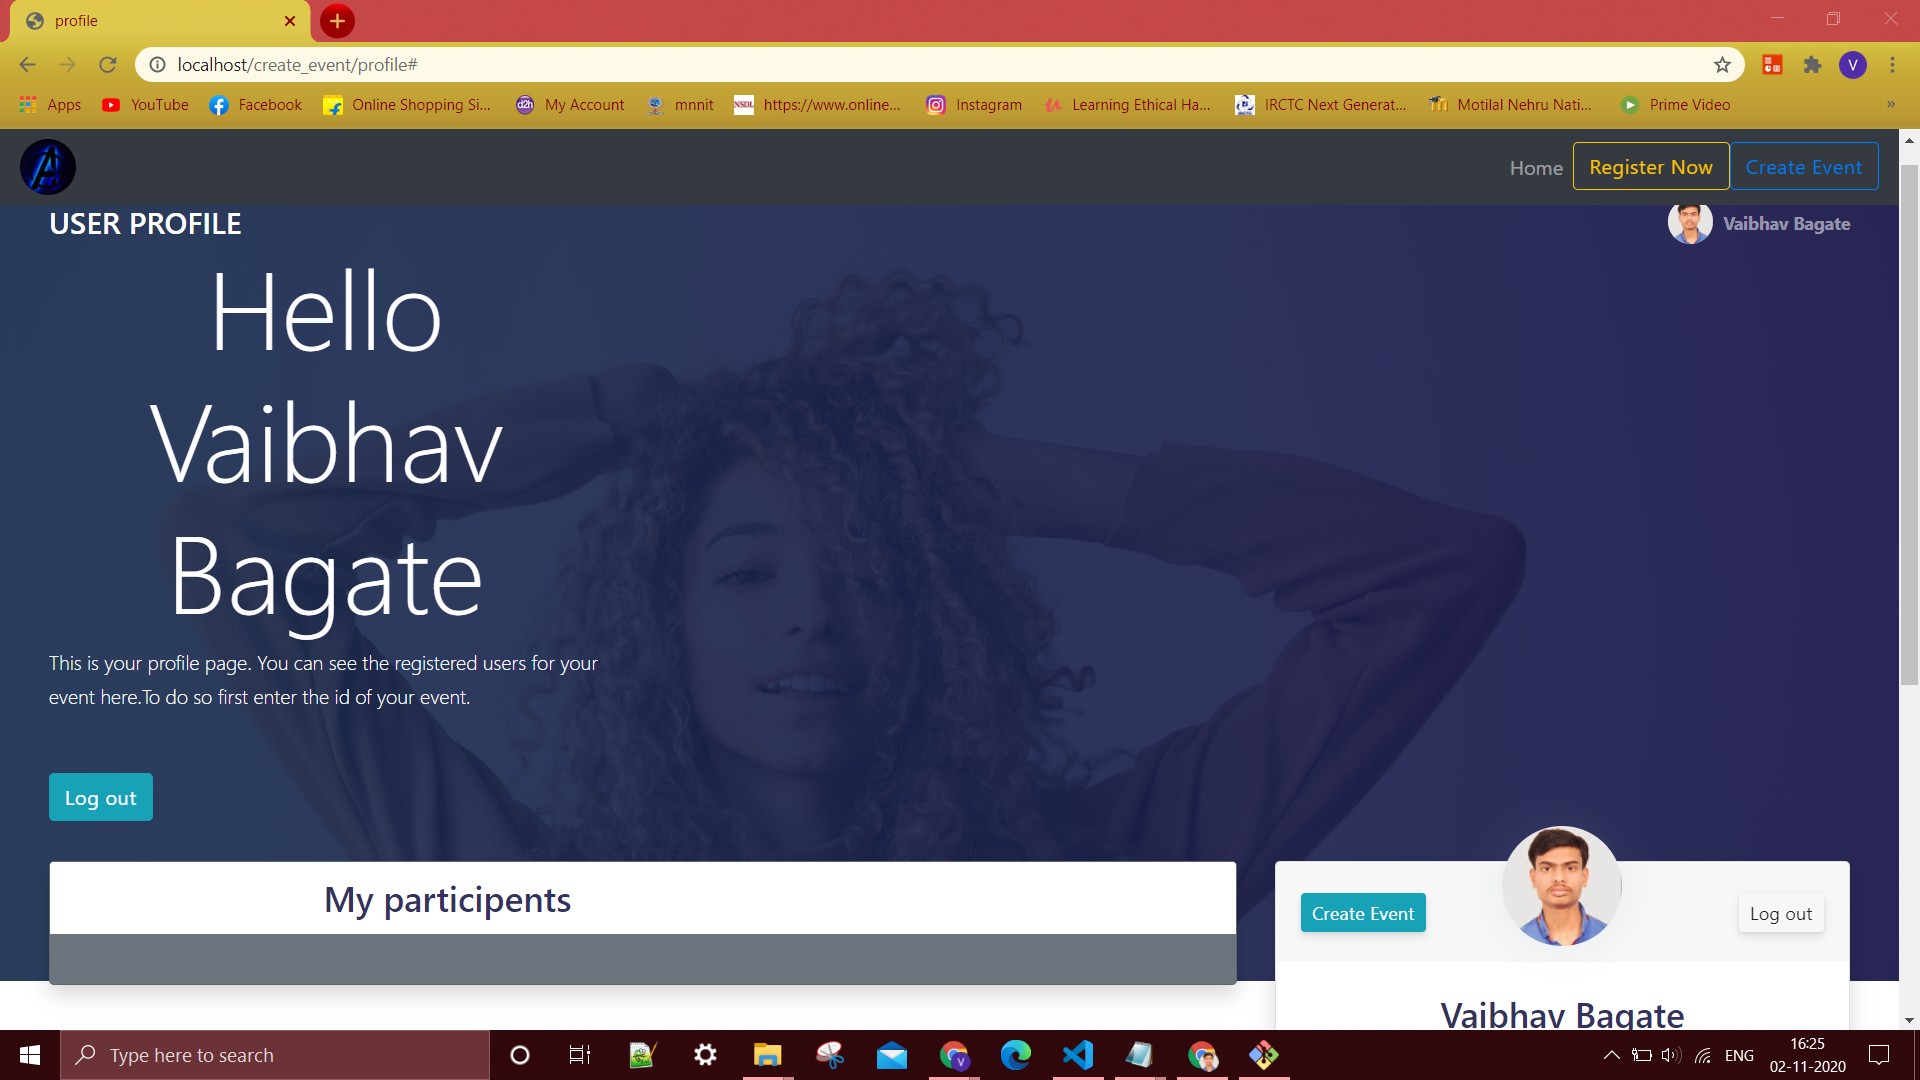 profile
localhost/create_event/profile#
V
Apps YouTube Facebook Online Shopping Si... d2h My Account mnnit NSDL https://www.online... Instagram Learning Ethical Ha... IRCTC Next Generat... Motilal Nehru Nati... Prime Video »
Home Register Now Create Event
USER PROFILE
Vaibhav Bagate
Hello
Vaibhav
Bagate
This is your profile page. You can see the registered users for your
event here.To do so first enter the id of your event.
Log out
My participents
Create Event
Log out
Vaibhav Bagate
Type here to search
V
ENG
16:25
02-11-2020